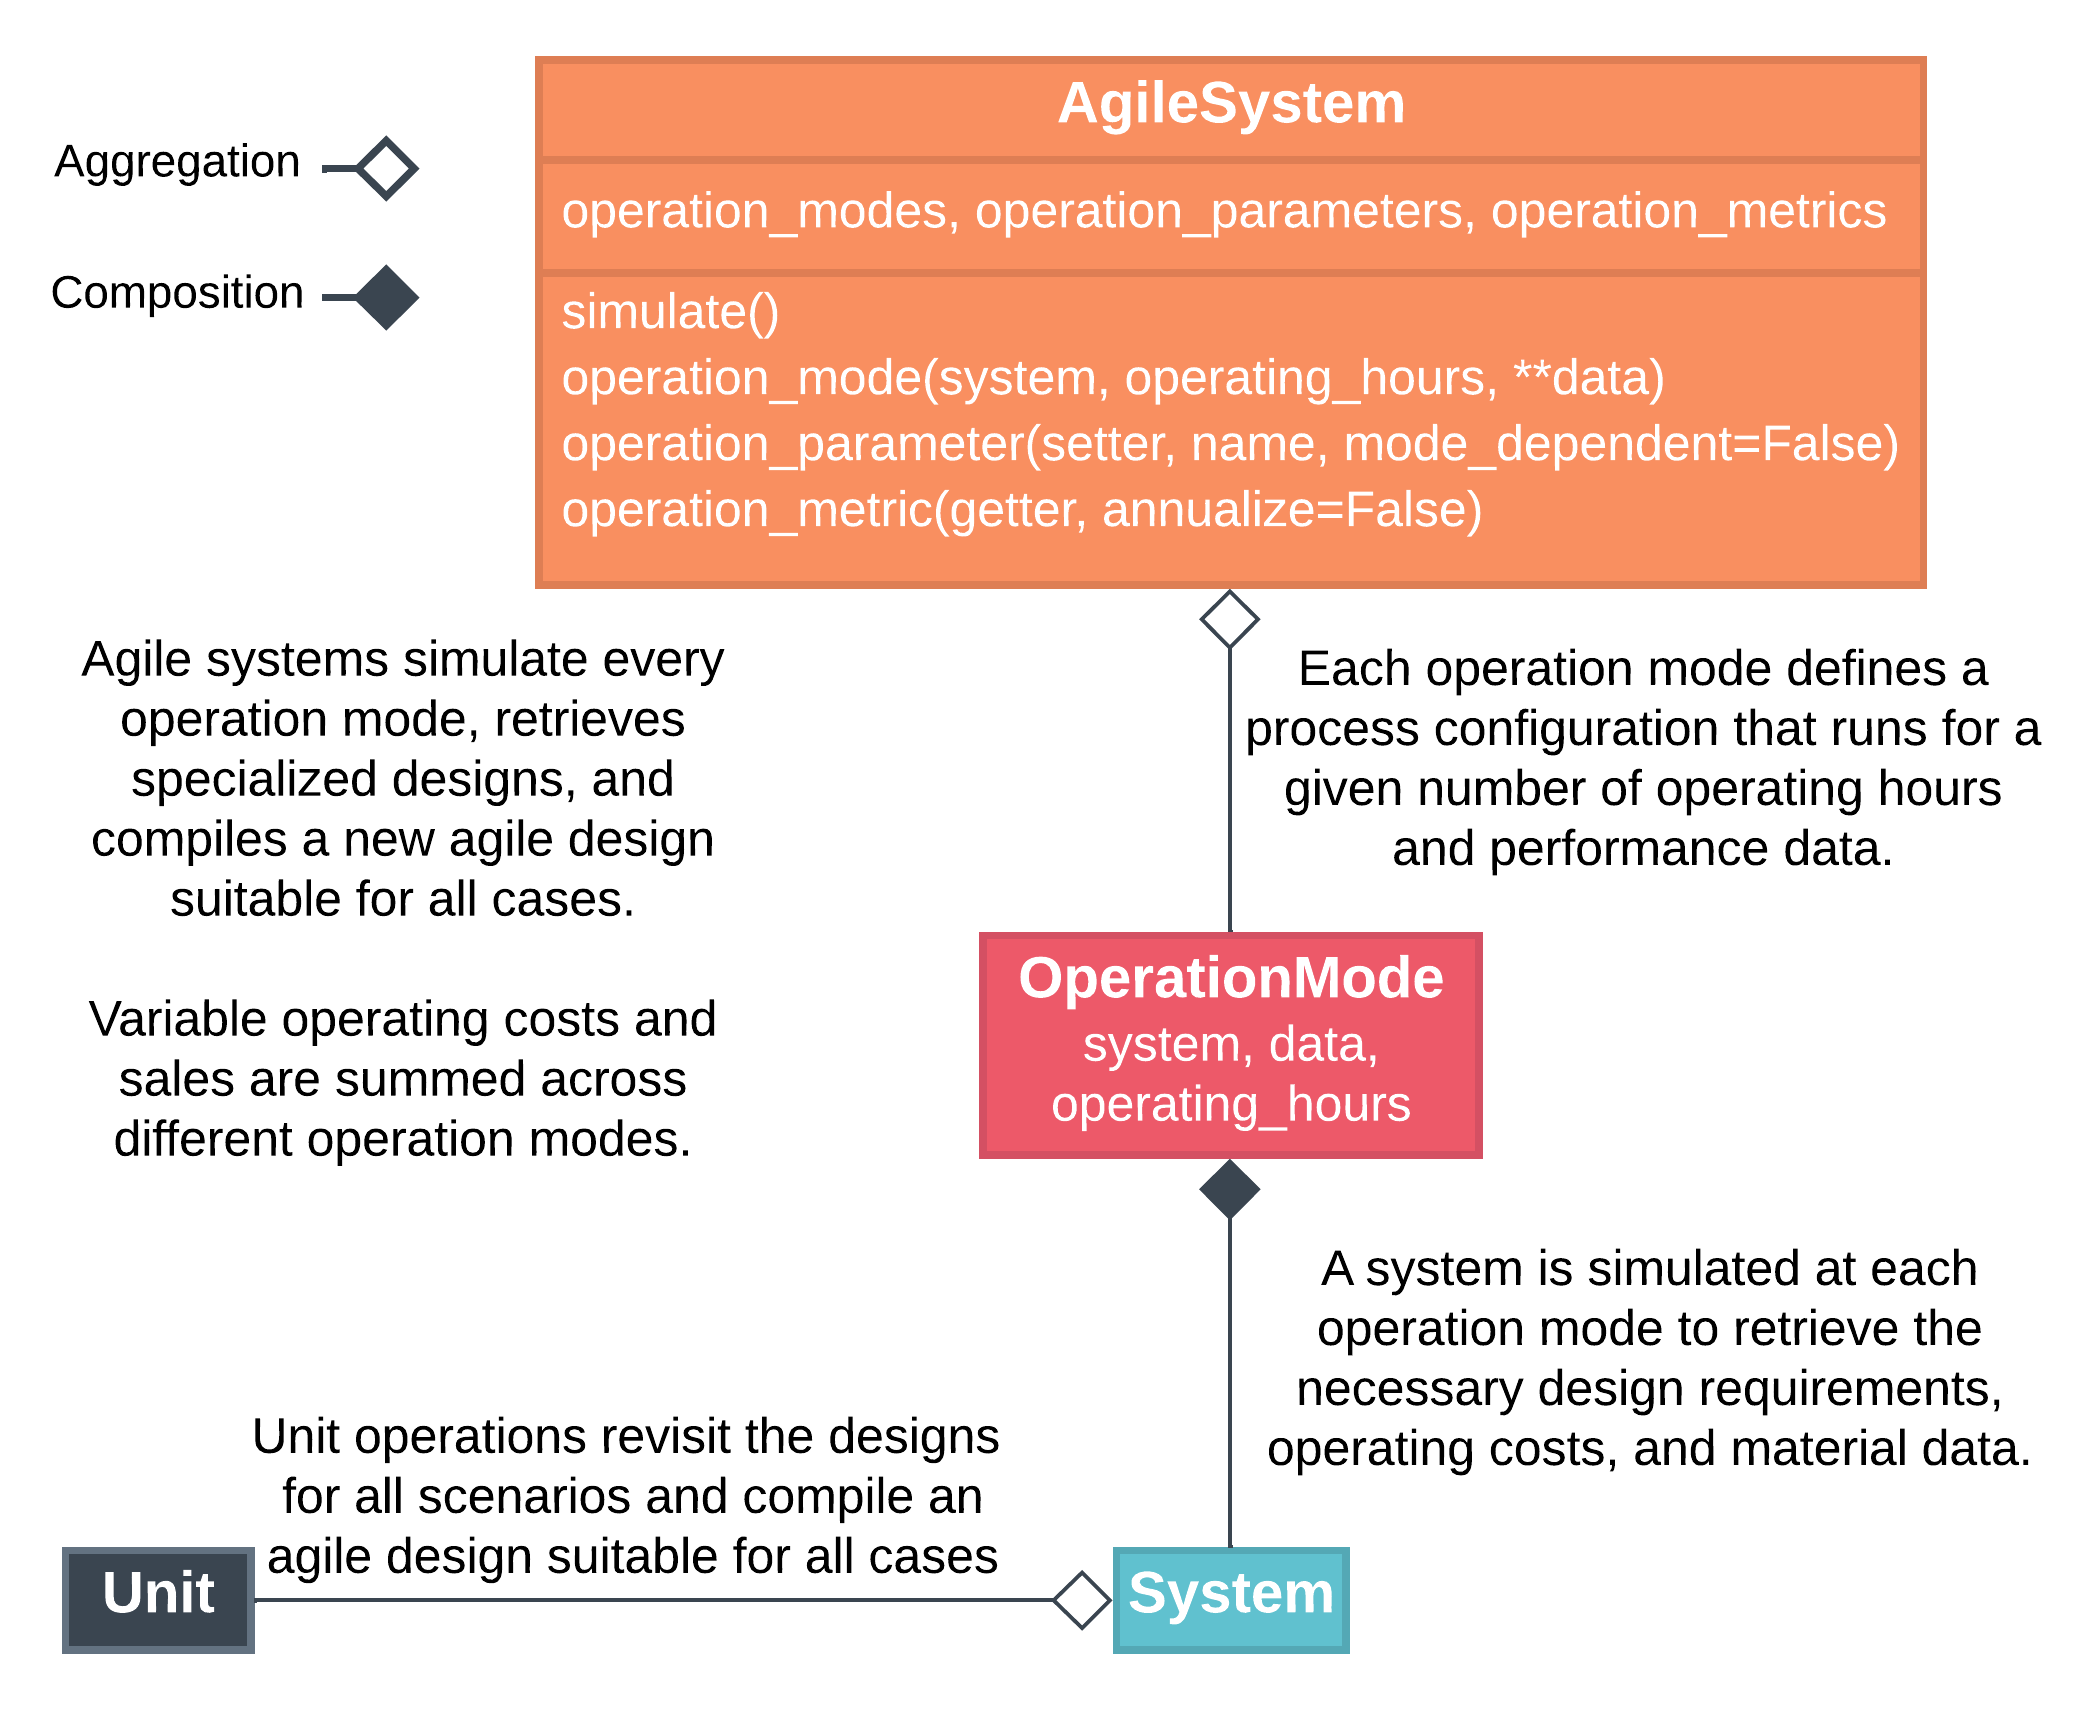 AgileSystem
Aggregation
operation_modes, operation_parameters, operation_metrics
Composition
simulate()
operation_mode(system, operating_hours, **data)
operation_parameter(setter, name, mode_dependent=False)
operation_metric(getter, annualize=False)
Agile systems simulate every
operation mode, retrieves
specialized designs, and
compiles a new agile design
suitable for all cases.
Variable operating costs and
sales are summed across
different operation modes.
Each operation mode defines a
process configuration that runs for a
given number of operating hours
and performance data.
OperationMode
system, data,
operating_hours
A system is simulated at each
operation mode to retrieve the
necessary design requirements,
operating costs, and material data.
Unit operations revisit the designs
for all scenarios and compile an
agile design suitable for all cases
Unit
System